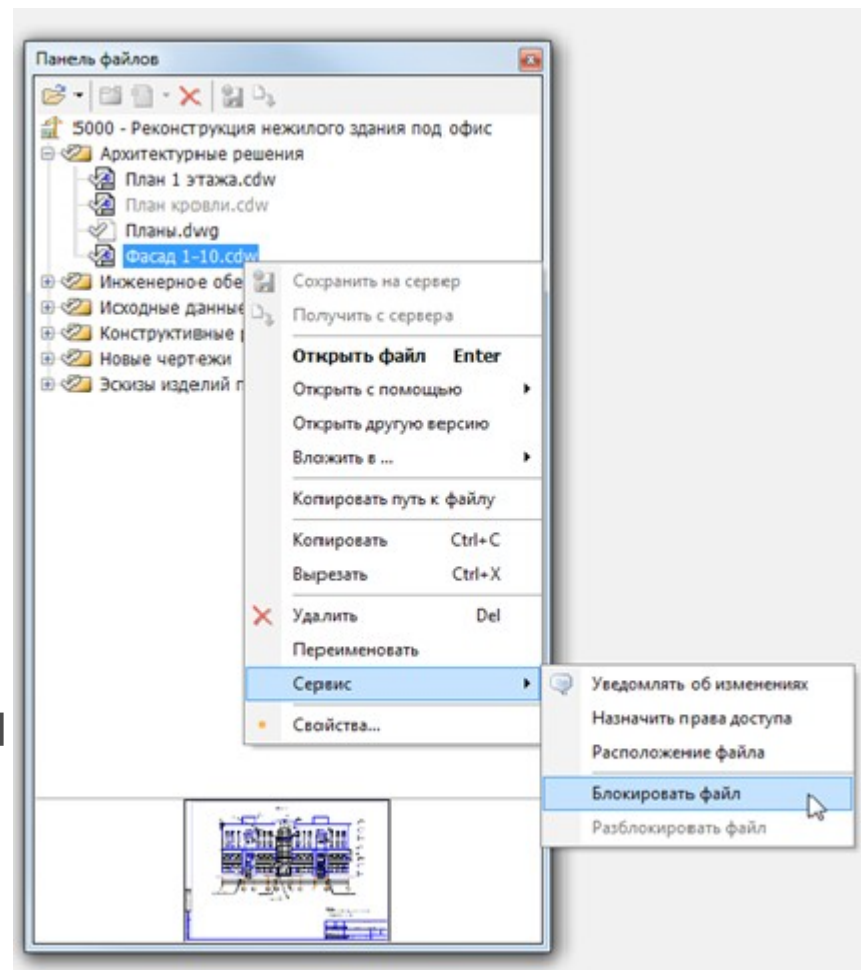 Панель файлов
5000 - Реконструкция нежилого здания под офис
Архитектурные решения
План 1 этажа.cdw
План кровли.cdw
Планы.dwg
Фасад 1-10.cdw
Инженерное обе
Исходные данные
Конструктивные
Новые чертежи
Эскизы изделий
Сохранить на сервер
Получить с сервера
Открыть файл Enter
Открыть с помощью
Открыть другую версию
Вложить в ...
Копировать путь к файлу
Копировать Ctrl+C
Вырезать Ctrl+X
Удалить Del
Переименовать
Сервис
Свойства...
Уведомлять об изменениях
Назначить права доступа
Расположение файла
Блокировать файл
Разблокировать файл